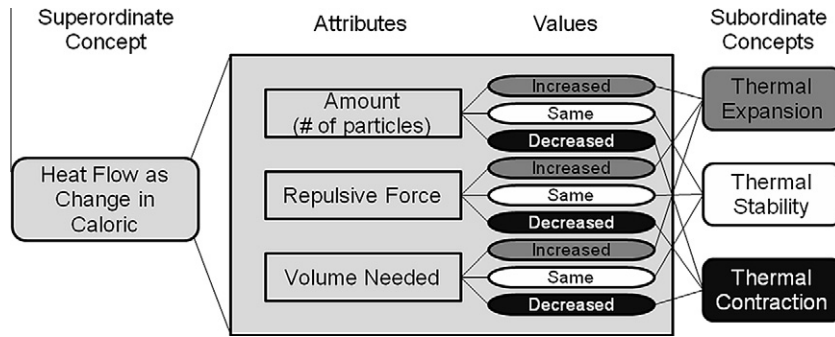 Superordinate
Concept
Attributes
Values
Subordinate
Concepts
Heat Flow as
Change in
Caloric
Amount
(# of particles)
Increased
Same
Decreased
Repulsive Force
Increased
Same
Decreased
Volume Needed
Increased
Same
Decreased
Thermal
Expansion
Thermal
Stability
Thermal
Contraction